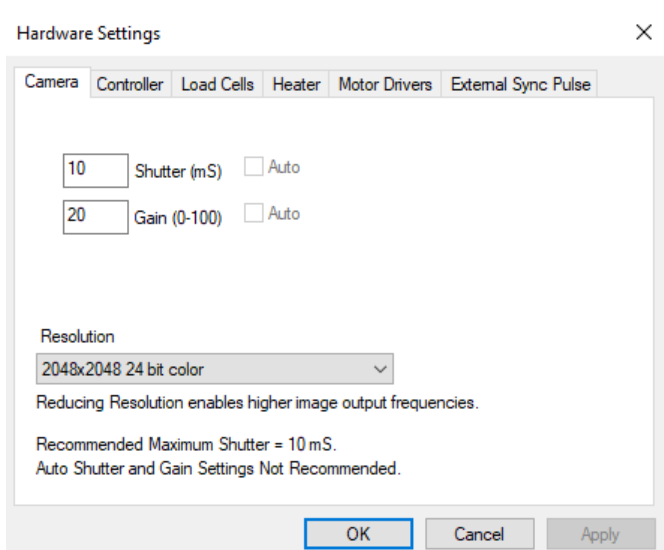 Hardware Settings
Camera Controller Load Cells Heater Motor Drivers External Sync Pulse
10 Shutter (mS) Auto
20 Gain (0-100) Auto
Resolution
2048x2048 24 bit color
Reducing Resolution enables higher image output frequencies.
Recommended Maximum Shutter = 10 mS.
Auto Shutter and Gain Settings Not Recommended.
OK Cancel Apply